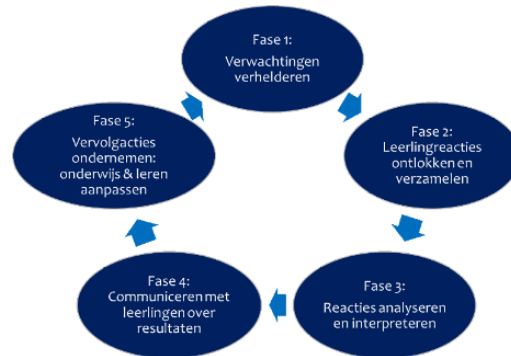 Fase 1:
Verwachtingen
verhelderen
Fase 2:
Leerlingreacties
ontlokken en
verzamelen
Fase 3:
Reacties analyseren
en interpreteren
Fase 4:
Communiceren met
leerlingen over
resultaten
Fase 5:
Vervolgacties
ondernemen:
onderwijs & leren
aanpassen